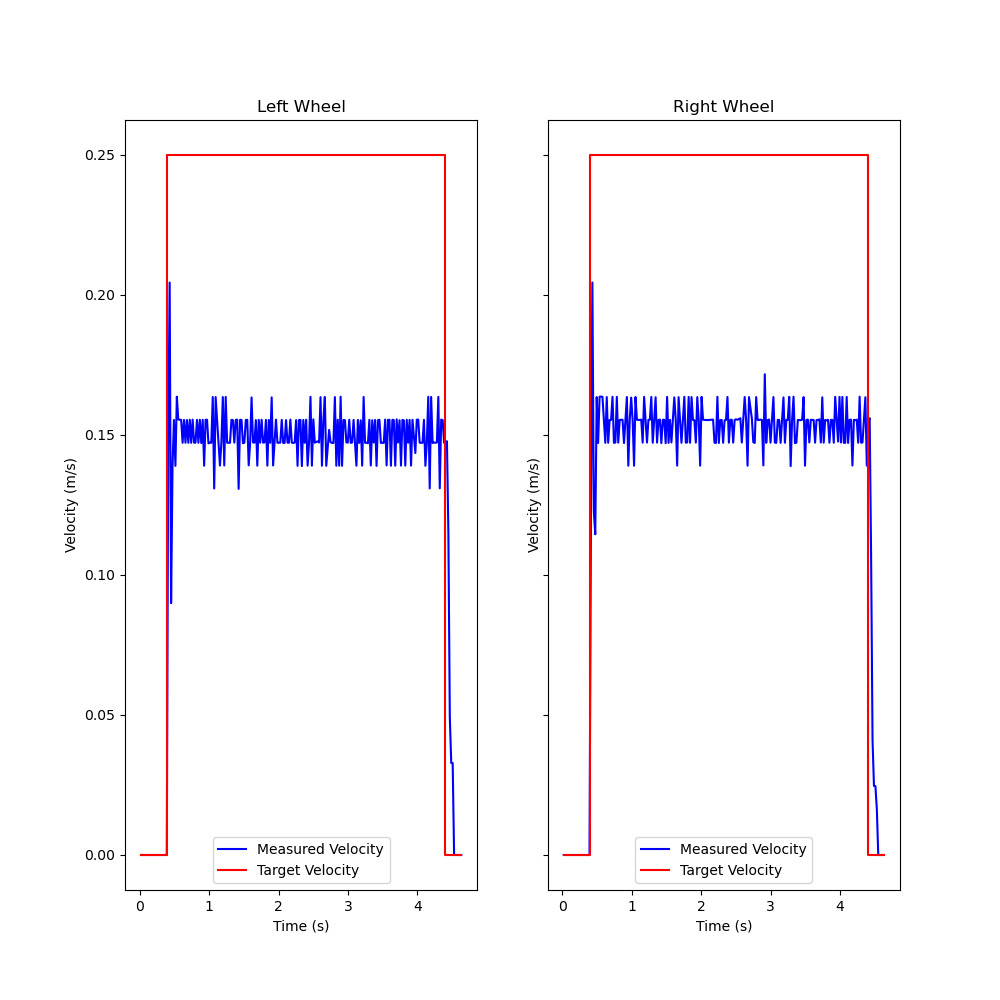 Left Wheel
Right Wheel
0.25
0.20
0.15
0.10
0.05
0.00
Velocity (m/s)
Velocity (m/s)
Measured Velocity
Target Velocity
Measured Velocity
Target Velocity
0 1 2 3 4
0 1 2 3 4
Time (s)
Time (s)